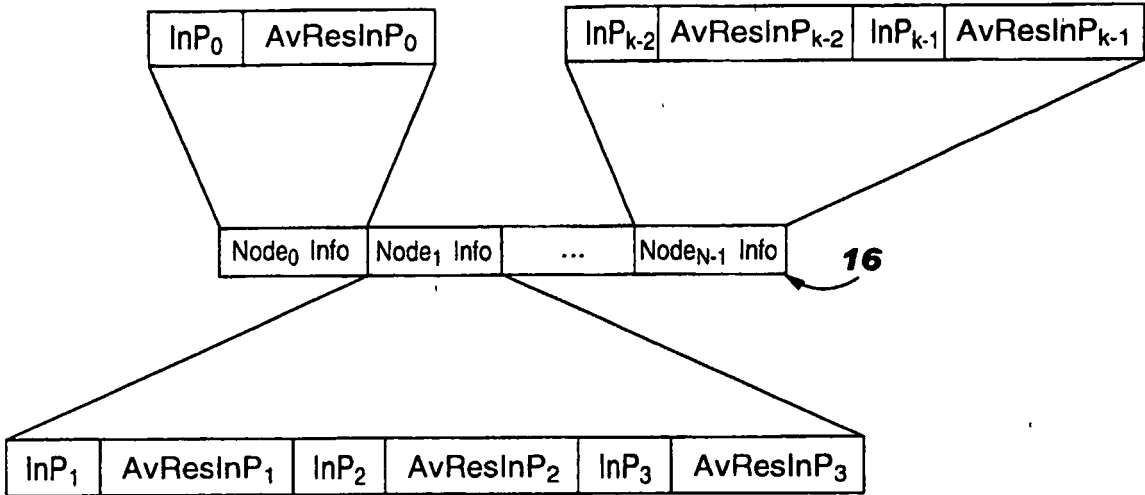 InP₀ AvResInP₀ InPₖ₋₂ AvResInPₖ₋₂ InPₖ₋₁ AvResInPₖ₋₁
Node₀ Info Node₁ Info ... Node_N-1 Info
16
InP₁ AvResInP₁ InP₂ AvResInP₂ InP₃ AvResInP₃